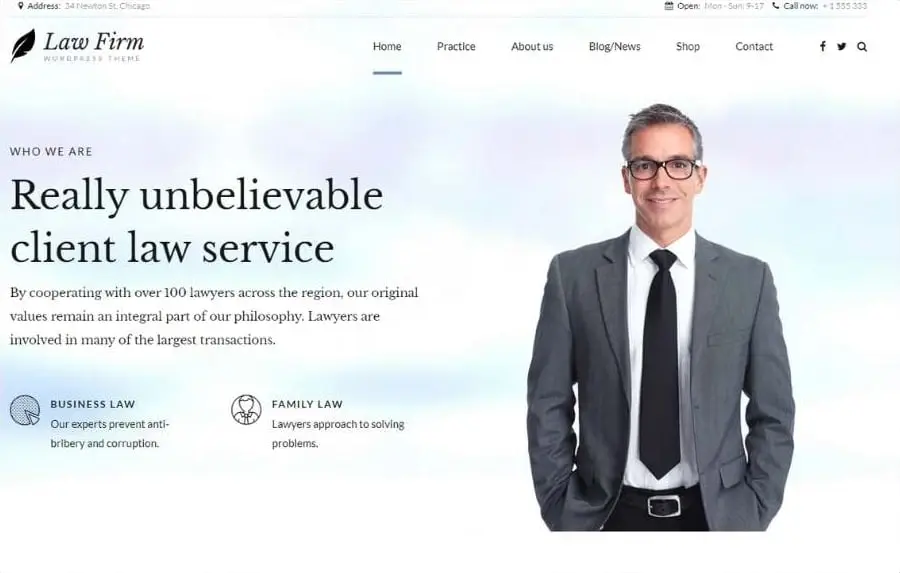 Address: 34 Newton St, Chicago
Open: Mon - Sun: 9-17 Call now: +1 555 333
Law Firm
WORDPRESS THEME
Home Practice About us Blog/News Shop Contact
WHO WE ARE
Really unbelievable
client law service
By cooperating with over 100 lawyers across the region, our original
values remain an integral part of our philosophy. Lawyers are
involved in many of the largest transactions.
BUSINESS LAW
Our experts prevent anti-
bribery and corruption.
FAMILY LAW
Lawyers approach to solving
problems.